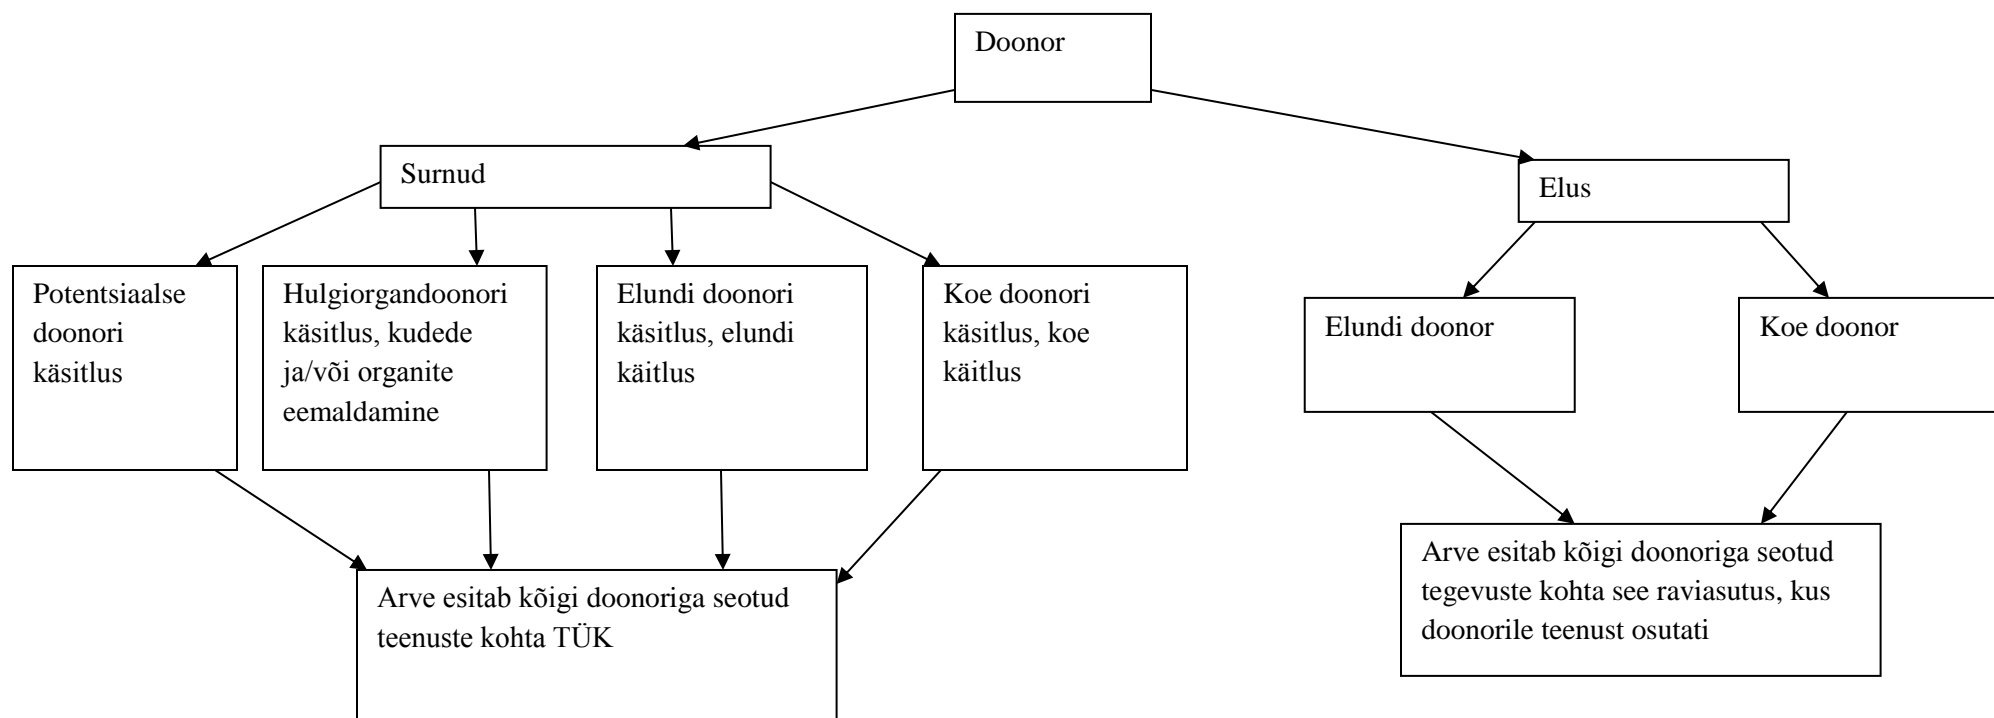 Doonor
Surnud
Elus
Potentsiaalse
doonori
käsitlus
Hulgiorgandoonori
käsitlus, kudede
ja/või organite
eemaldamine
Elundi doonori
käsitlus, elundi
käitlus
Koe doonori
käsitlus, koe
käitlus
Elundi doonor
Koe doonor
Arve esitab kõigi doonoriga seotud
teenuste kohta TÜK
Arve esitab kõigi doonoriga seotud
tegevuste kohta see raviasutus, kus
doonorile teenust osutati